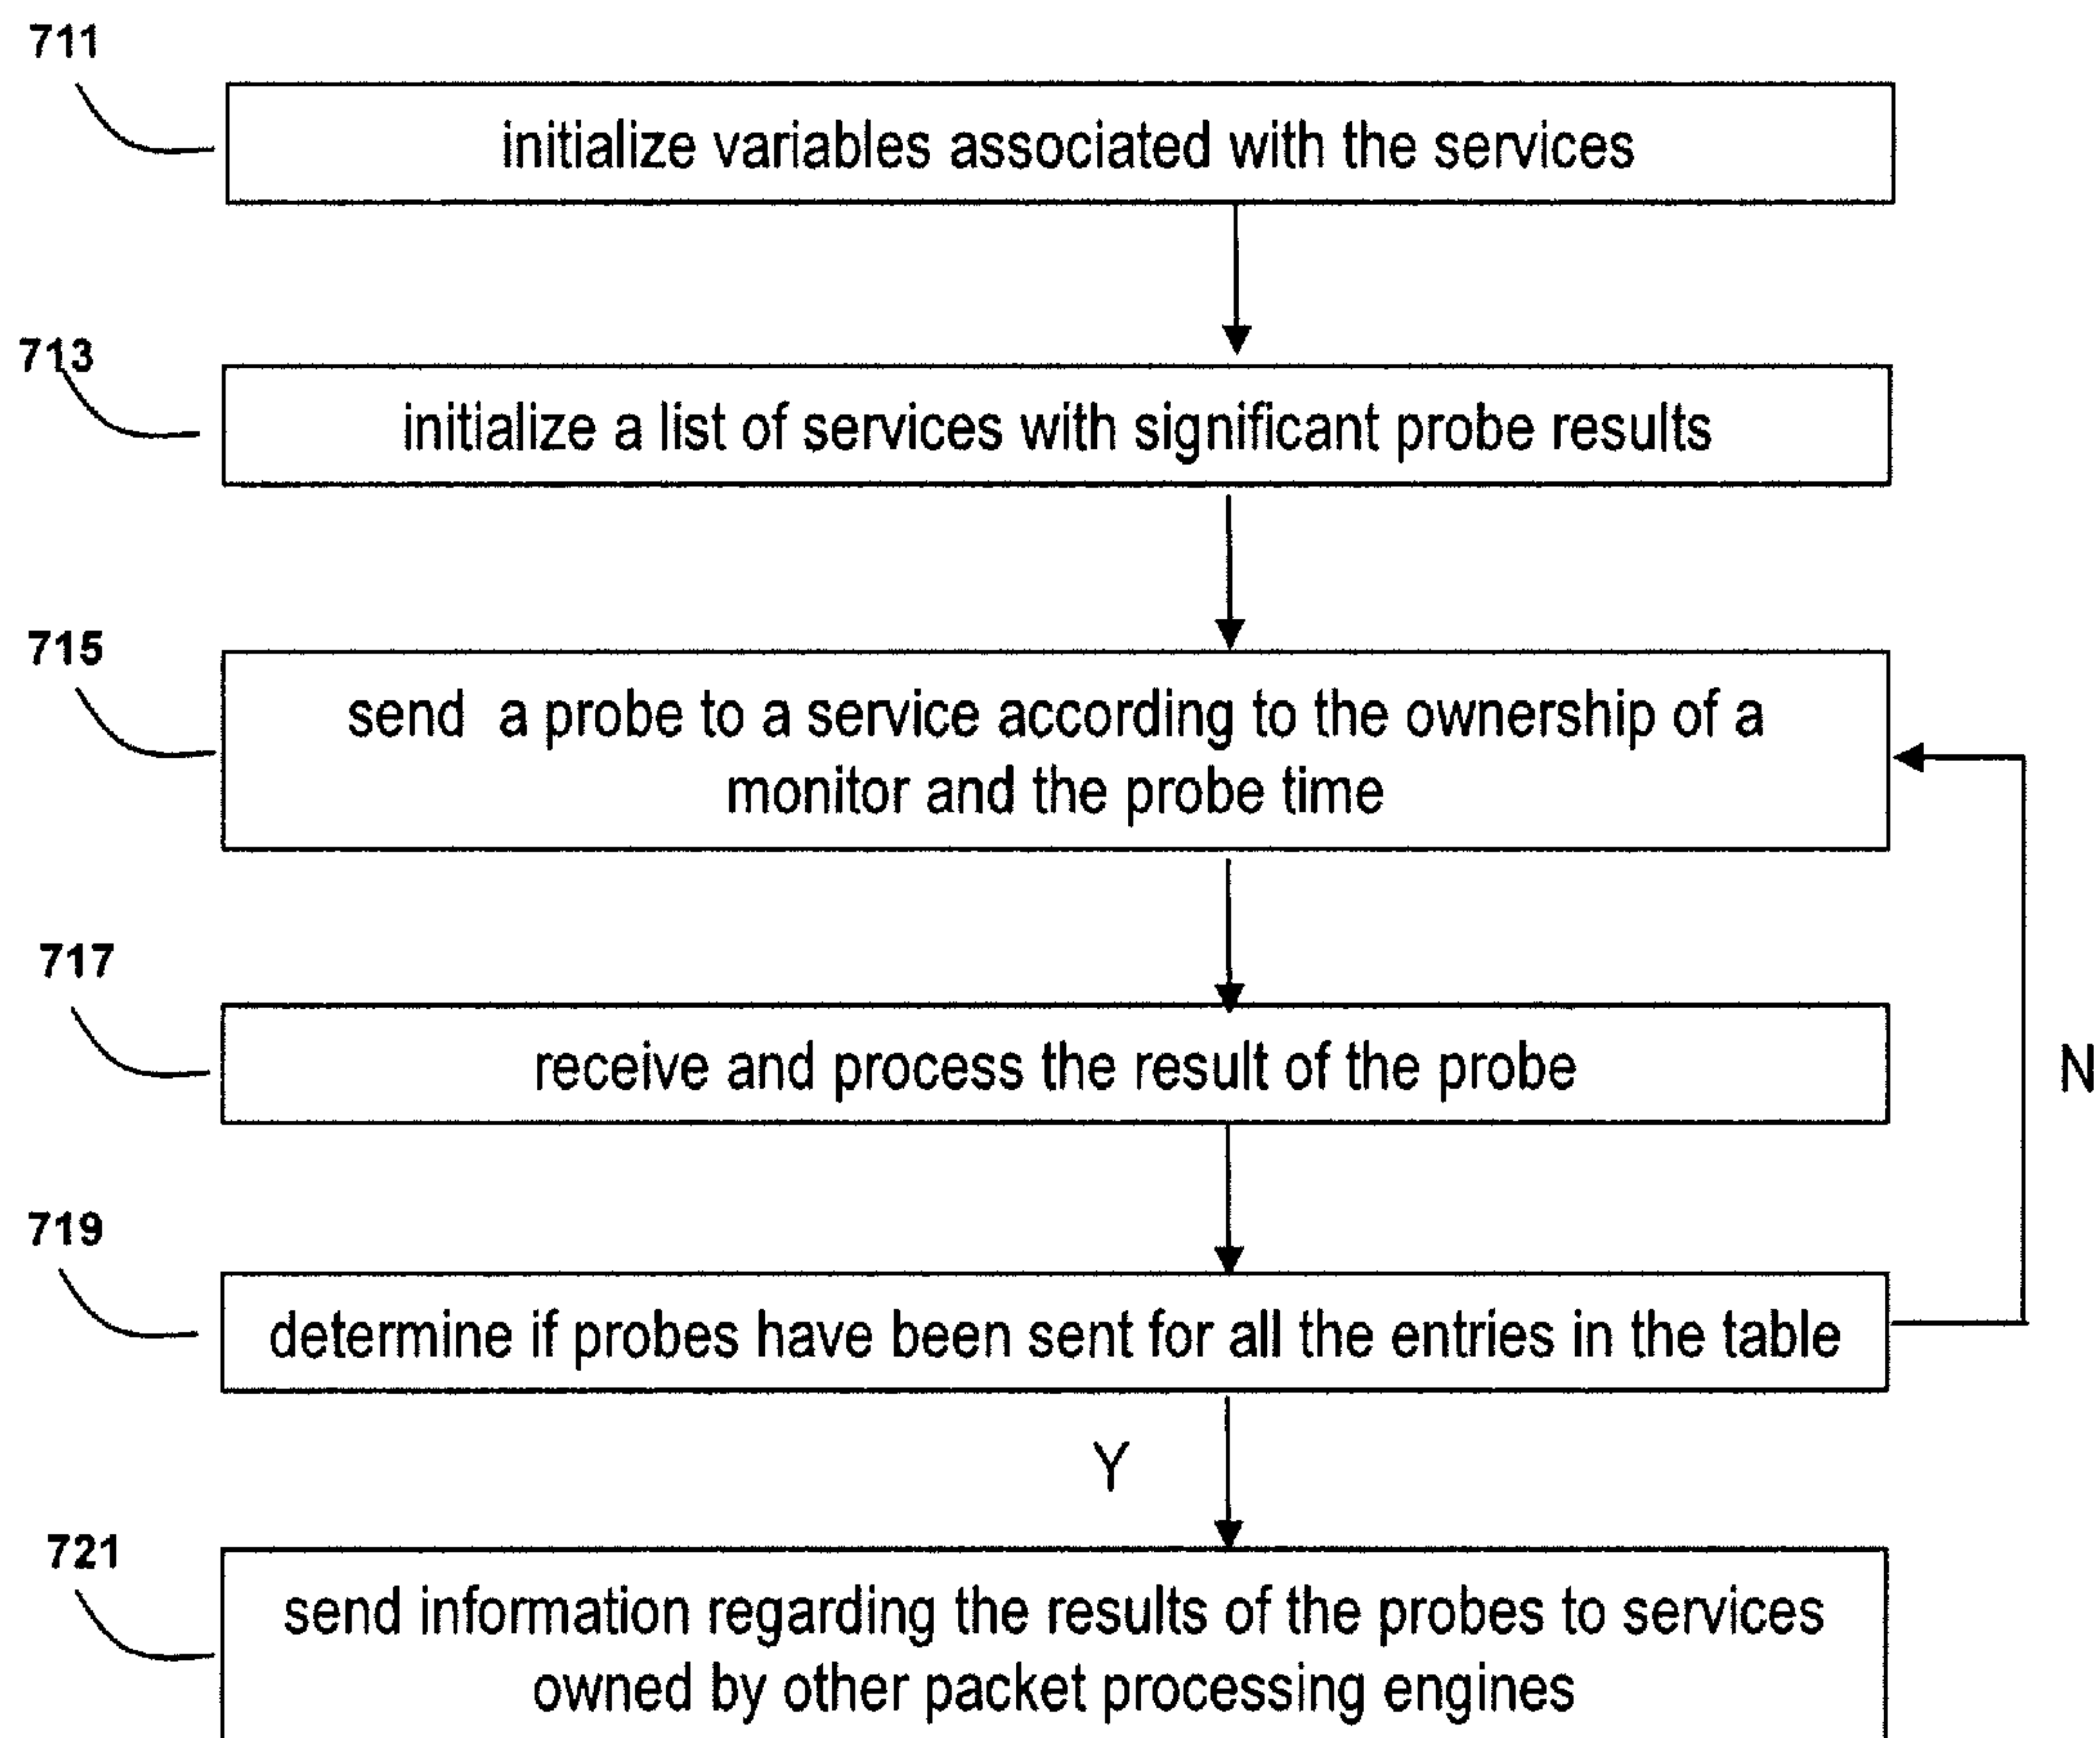 711
initialize variables associated with the services
713
initialize a list of services with significant probe results
715
send a probe to a service according to the ownership of a
monitor and the probe time
717
receive and process the result of the probe
N
719
determine if probes have been sent for all the entries in the table
Y
721
send information regarding the results of the probes to services
owned by other packet processing engines